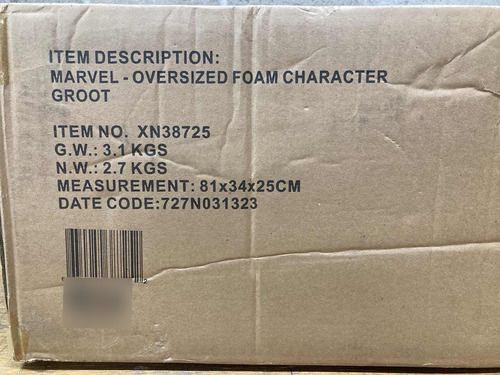 ITEM DESCRIPTION:
MARVEL - OVERSIZED FOAM CHARACTER
GROOT
ITEM NO. XN38725
G.W.: 3.1 KGS
N.W.: 2.7 KGS
MEASUREMENT: 81x34x25CM
DATE CODE:727N031323